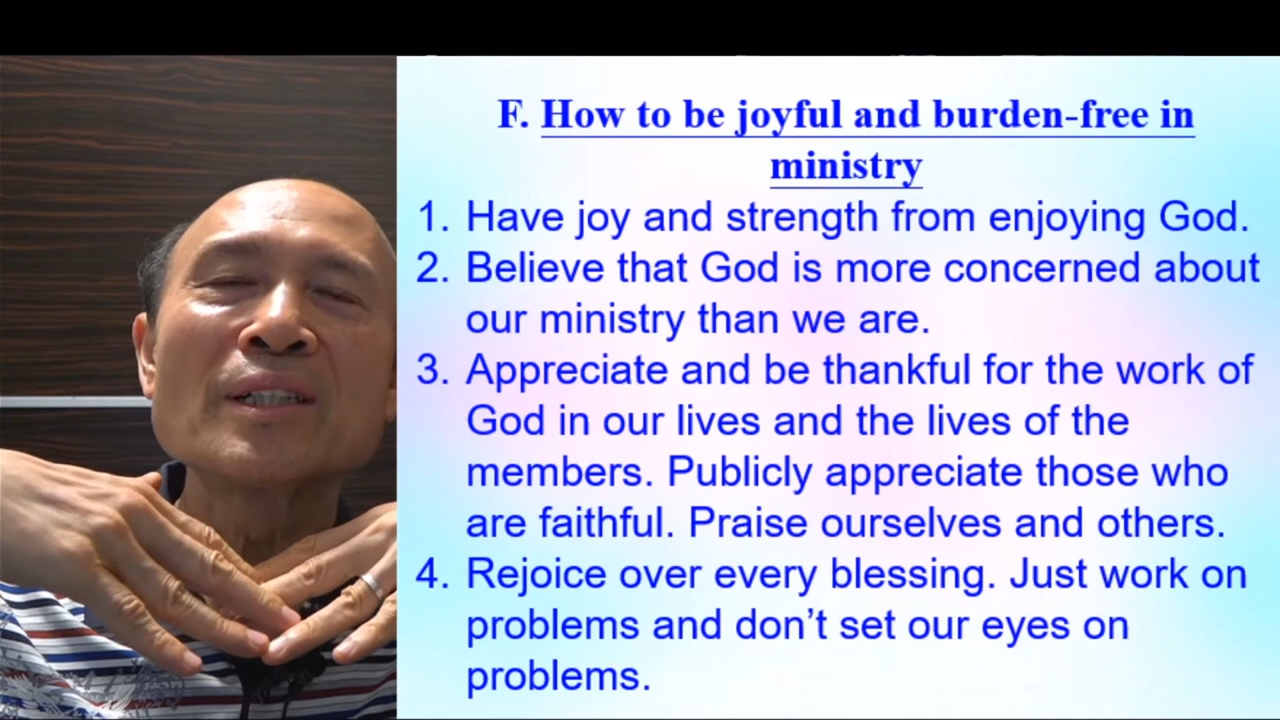 F. How to be joyful and burden-free in
ministry
1. Have joy and strength from enjoying God.
2. Believe that God is more concerned about
our ministry than we are.
3. Appreciate and be thankful for the work of
God in our lives and the lives of the
members. Publicly appreciate those who
are faithful. Praise ourselves and others.
4. Rejoice over every blessing. Just work on
problems and don’t set our eyes on
problems.